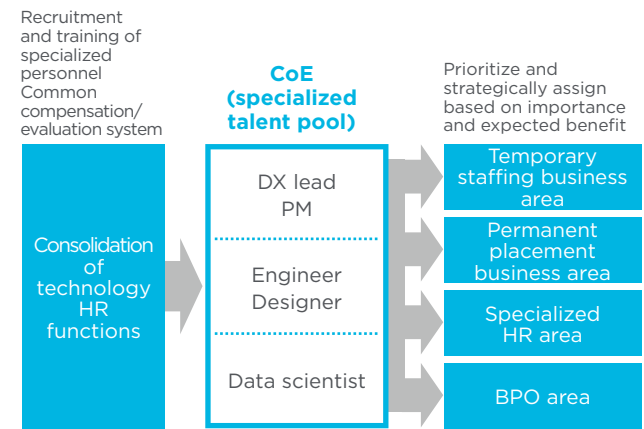 Recruitment
and training of
specialized
personnel
Common
compensation/
evaluation system
Consolidation
of
technology
HR
functions
CoE
(specialized
talent pool)
DX lead
PM
Engineer
Designer
Data scientist
Prioritize and
strategically assign
based on importance
and expected benefit
Temporary
staffing business
area
Permanent
placement
business area
Specialized
HR area
BPO area